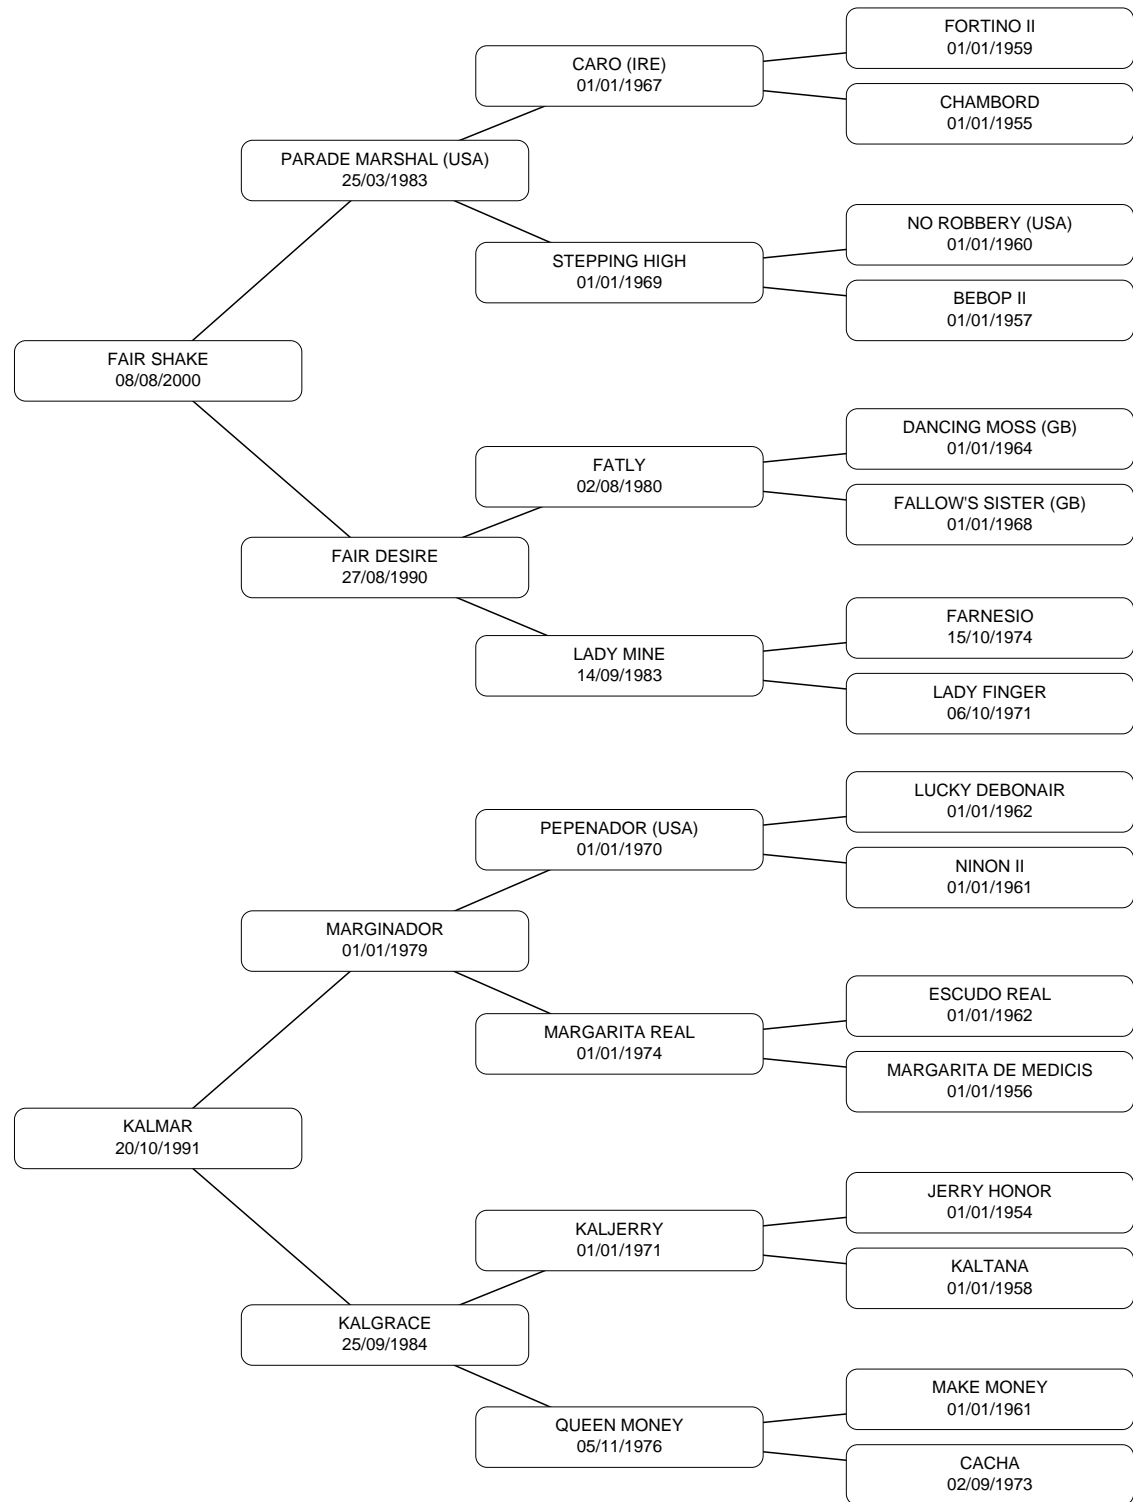 FORTINO II
01/01/1959
CARO (IRE)
01/01/1967
CHAMBORD
01/01/1955
PARADE MARSHAL (USA)
25/03/1983
NO ROBBERY (USA)
01/01/1960
STEPPING HIGH
01/01/1969
BEBOP II
01/01/1957
FAIR SHAKE
08/08/2000
DANCING MOSS (GB)
01/01/1964
FATLY
02/08/1980
FALLOW'S SISTER (GB)
01/01/1968
FAIR DESIRE
27/08/1990
FARNESIO
15/10/1974
LADY MINE
14/09/1983
LADY FINGER
06/10/1971
LUCKY DEBONAIR
01/01/1962
PEPENADOR (USA)
01/01/1970
NINON II
01/01/1961
MARGINADOR
01/01/1979
ESCUDO REAL
01/01/1962
MARGARITA REAL
01/01/1974
MARGARITA DE MEDICIS
01/01/1956
KALMAR
20/10/1991
JERRY HONOR
01/01/1954
KALJERRY
01/01/1971
KALTANA
01/01/1958
KALGRACE
25/09/1984
MAKE MONEY
01/01/1961
QUEEN MONEY
05/11/1976
CACHA
02/09/1973